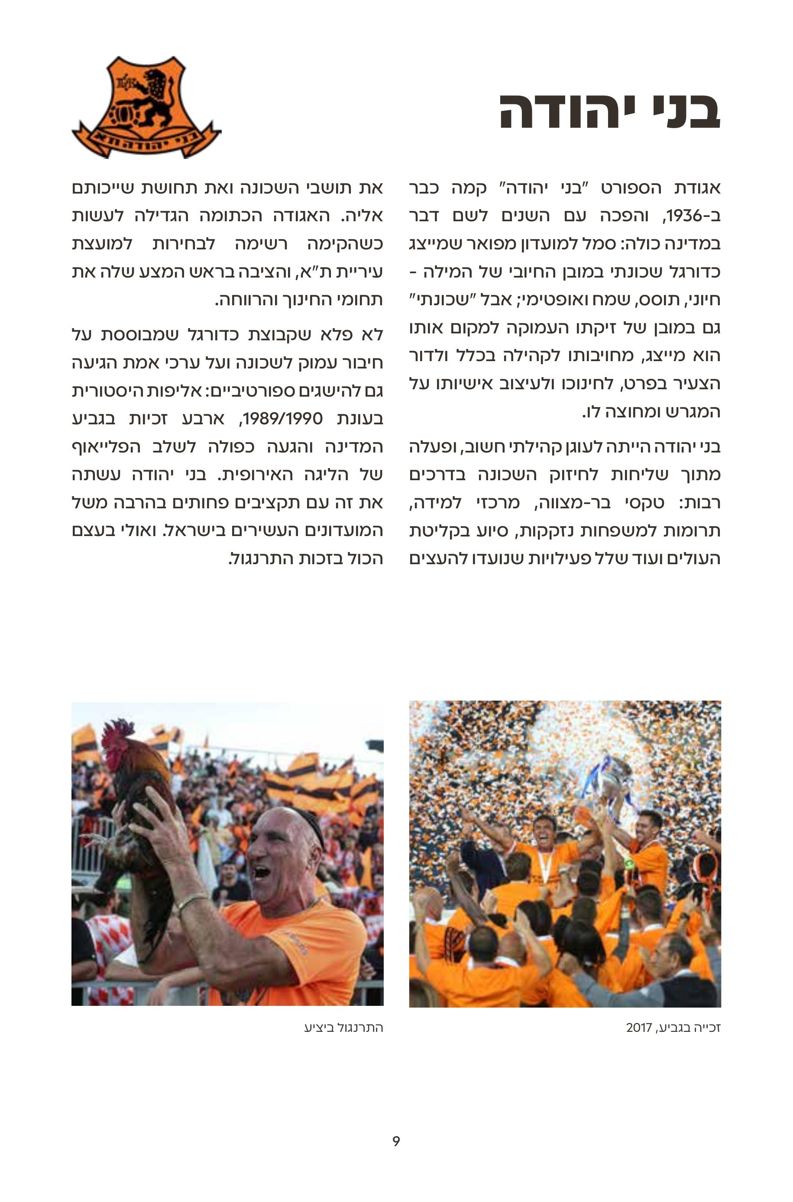 בני יהודה
בני יהודה ת"א
אגודת הספורט "בני יהודה" קמה כבר
ב-1936, והפכה עם השנים לשם דבר
במדינה כולה: סמל למועדון מפואר שמייצג
כדורגל שכונתי במובן החיובי של המילה -
חיוני, תוסס, שמח ואופטימי; אבל "שכונתי"
גם במובן של זיקתו העמוקה למקום אותו
הוא מייצג, מחויבותו לקהילה בכלל ולדור
הצעיר בפרט, לחינוכו ולעיצוב אישיותו על
המגרש ומחוצה לו.
בני יהודה הייתה לעוגן קהילתי חשוב, ופעלה
מתוך שליחות לחיזוק השכונה בדרכים
רבות: טקסי בר-מצווה, מרכזי למידה,
תרומות למשפחות נזקקות, סיוע בקליטת
העולים ועוד שלל פעילויות שנועדו להעצים
את תושבי השכונה ואת תחושת שייכותם
אליה. האגודה הכתומה הגדילה לעשות
כשהקימה רשימה לבחירות למועצת
עיריית ת"א, והציבה בראש המצע שלה את
תחומי החינוך והרווחה.
לא פלא שקבוצת כדורגל שמבוססת על
חיבור עמוק לשכונה ועל ערכי אמת הגיעה
גם להישגים ספורטיביים: אליפות היסטורית
בעונת 1989/1990, ארבע זכיות בגביע
המדינה והגעה כפולה לשלב הפלייאוף
של הליגה האירופית. בני יהודה עשתה
את זה עם תקציבים פחותים בהרבה משל
המועדונים העשירים בישראל. ואולי בעצם
הכול בזכות התרנגול.
זכייה בגביע, 2017
התרנגול ביציע
9